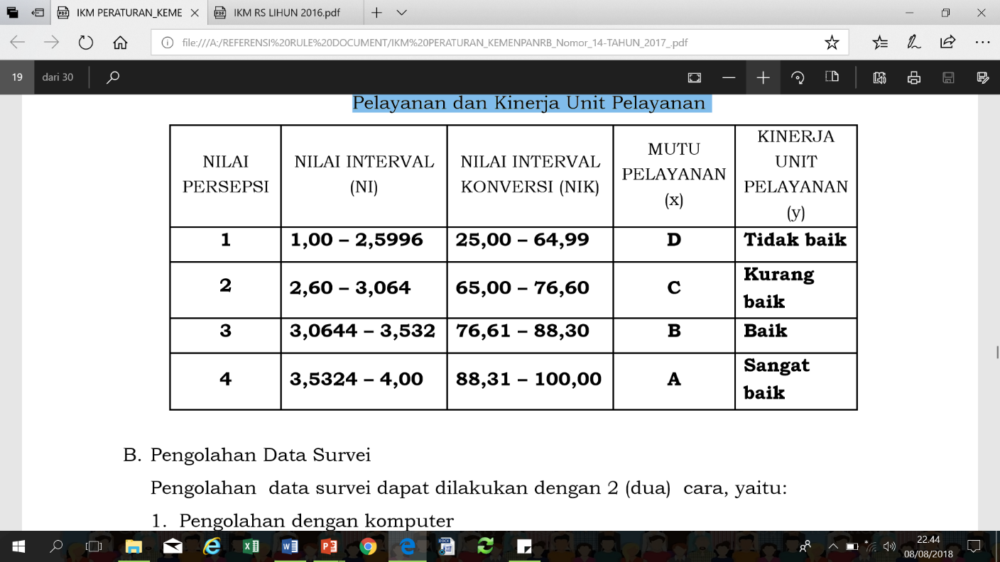 IKM PERATURAN_KEME
IKM RS LIHUN 2016.pdf
file:///A:/REFERENSI%20RULE%20DOCUMENT/IKM%20PERATURAN_KEMENPANRB_Nomor_14-TAHUN_2017_.pdf
19 dari 30
Pelayanan dan Kinerja Unit Pelayanan
NILAI PERSEPSI
NILAI INTERVAL (NI)
NILAI INTERVAL KONVERSI (NIK)
MUTU PELAYANAN (x)
KINERJA UNIT PELAYANAN (y)
1 1,00 – 2,5996 25,00 – 64,99 D Tidak baik
2 2,60 – 3,064 65,00 – 76,60 C Kurang baik
3 3,0644 – 3,532 76,61 – 88,30 B Baik
4 3,5324 – 4,00 88,31 – 100,00 A Sangat baik
B. Pengolahan Data Survei
Pengolahan data survei dapat dilakukan dengan 2 (dua) cara, yaitu:
1. Pengolahan dengan komputer
22.44
08/08/2018